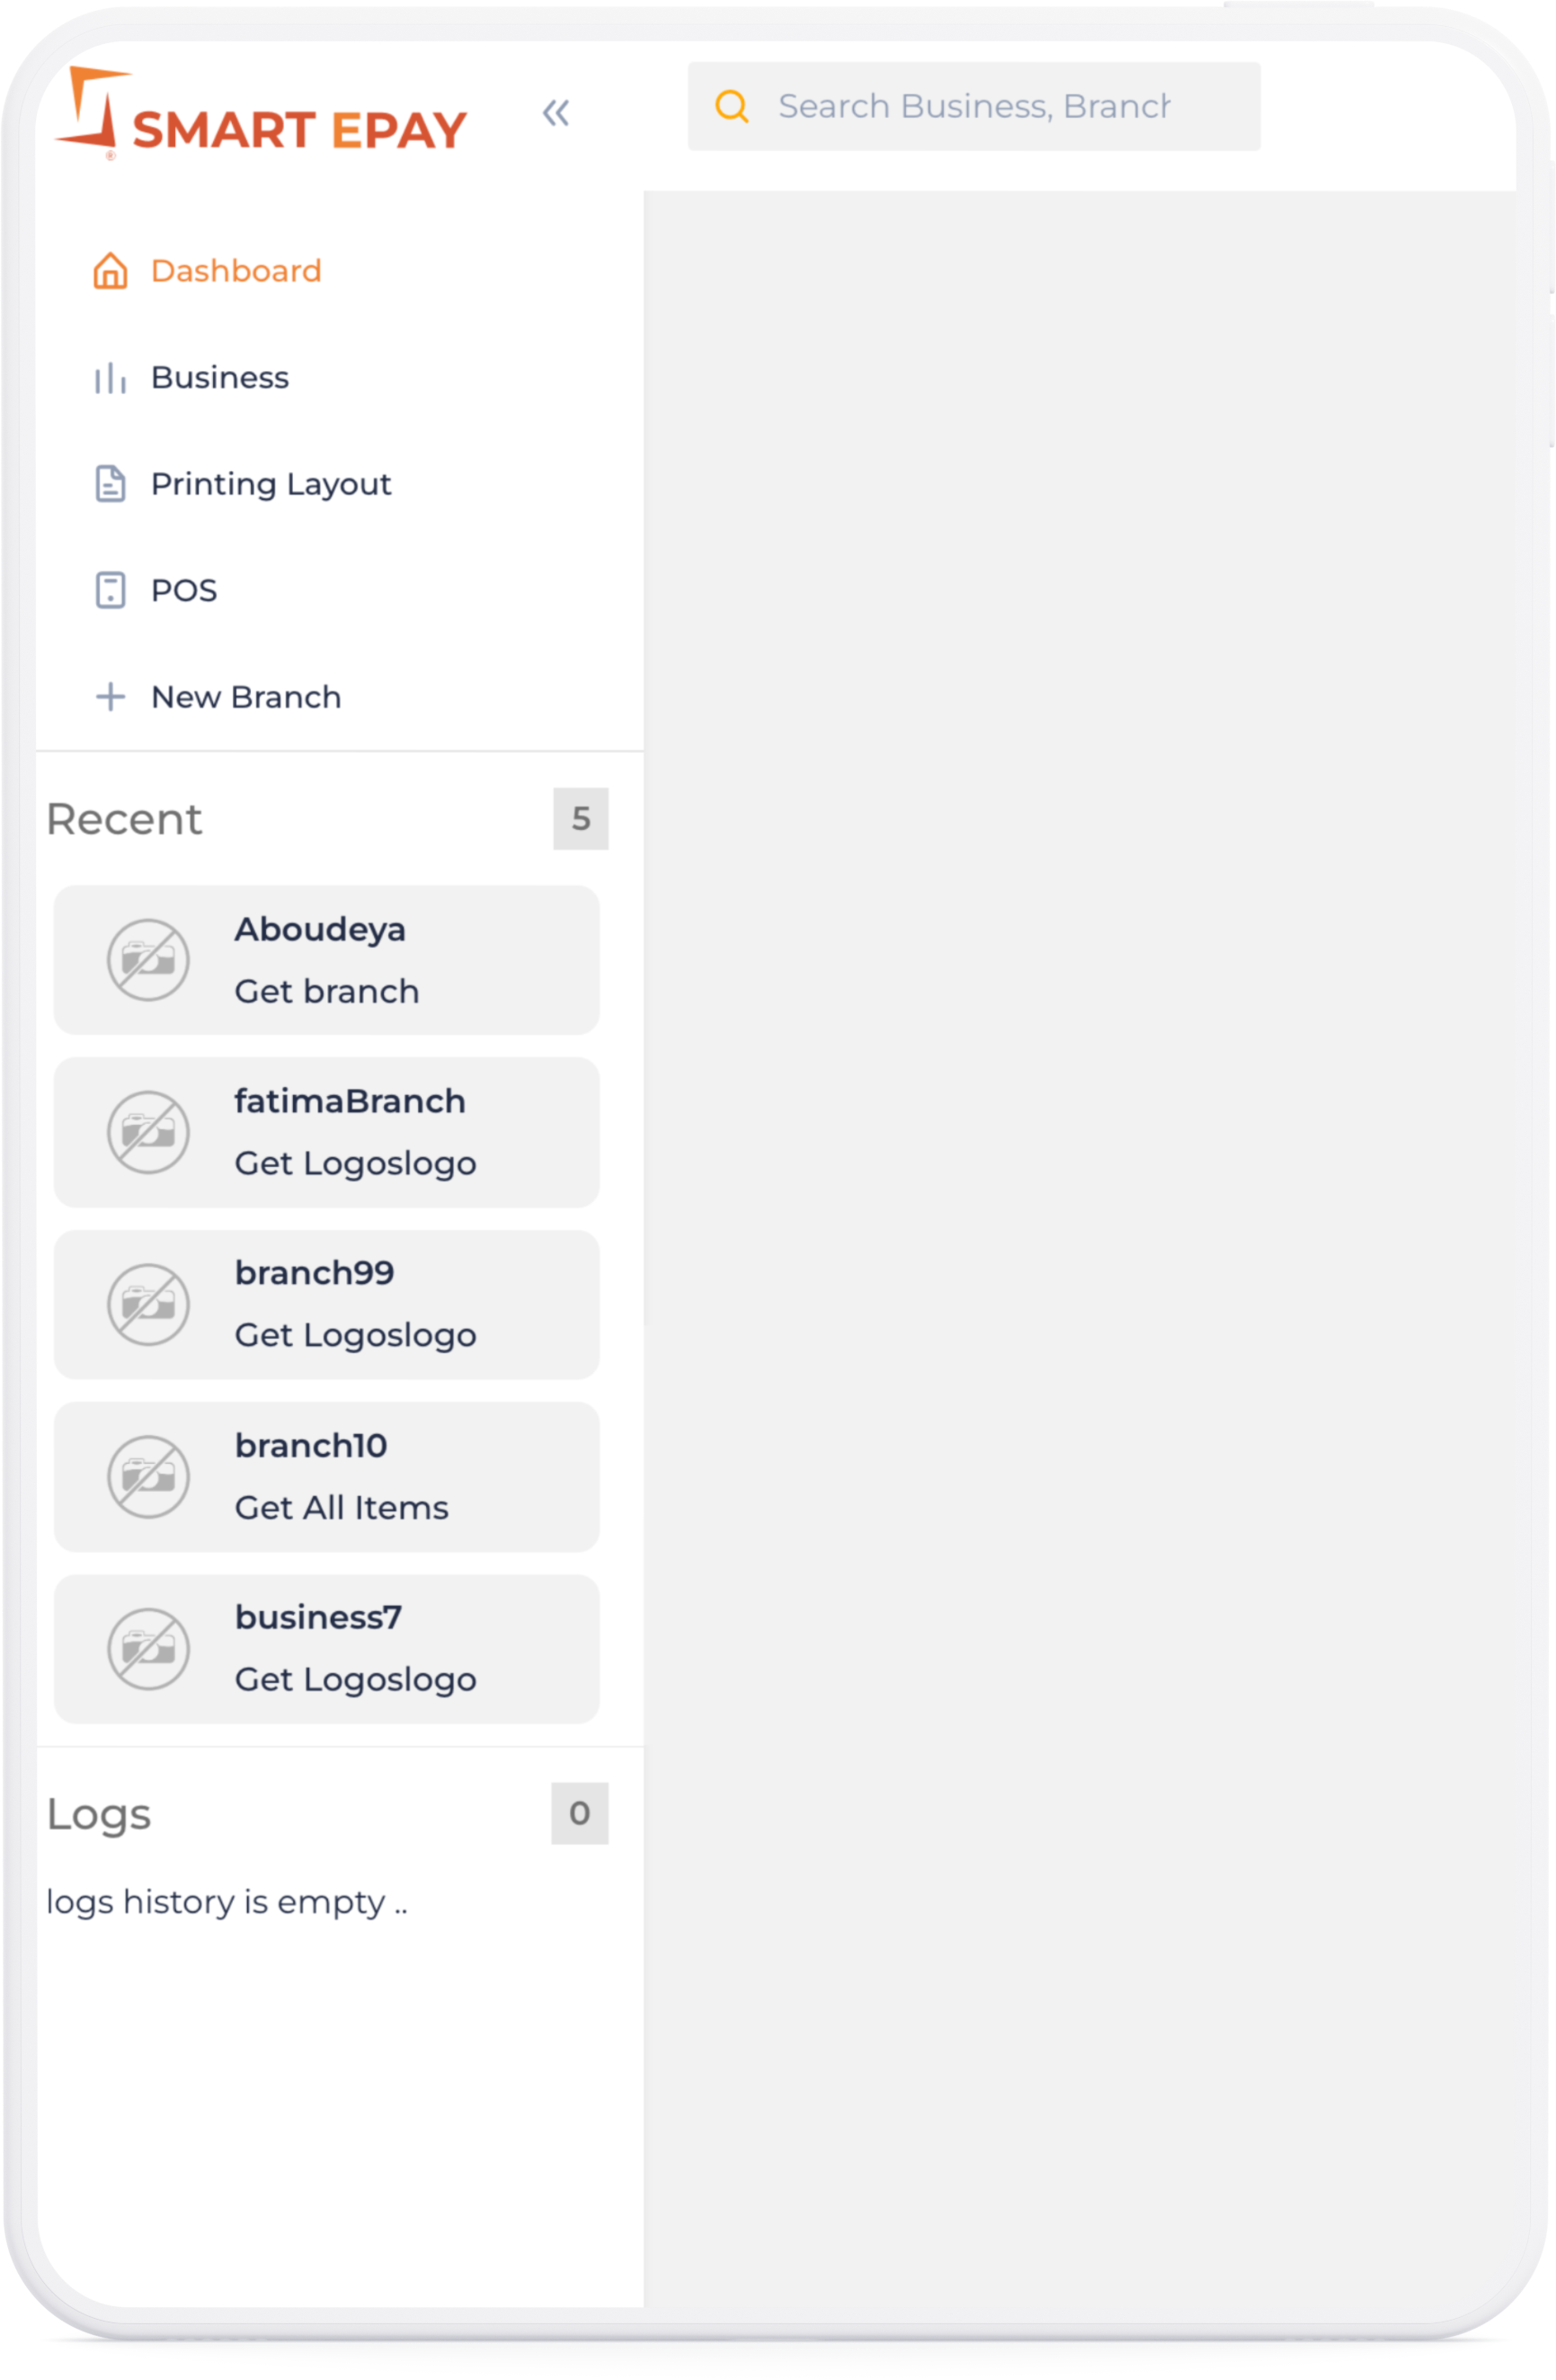 SMART EPAY
®
Search Business, Branch
Dashboard
Business
Printing Layout
POS
New Branch
Recent
5
Aboudeya
Get branch
fatimaBranch
Get Logoslogo
branch99
Get Logoslogo
branch10
Get All Items
business7
Get Logoslogo
Logs
0
logs history is empty ..